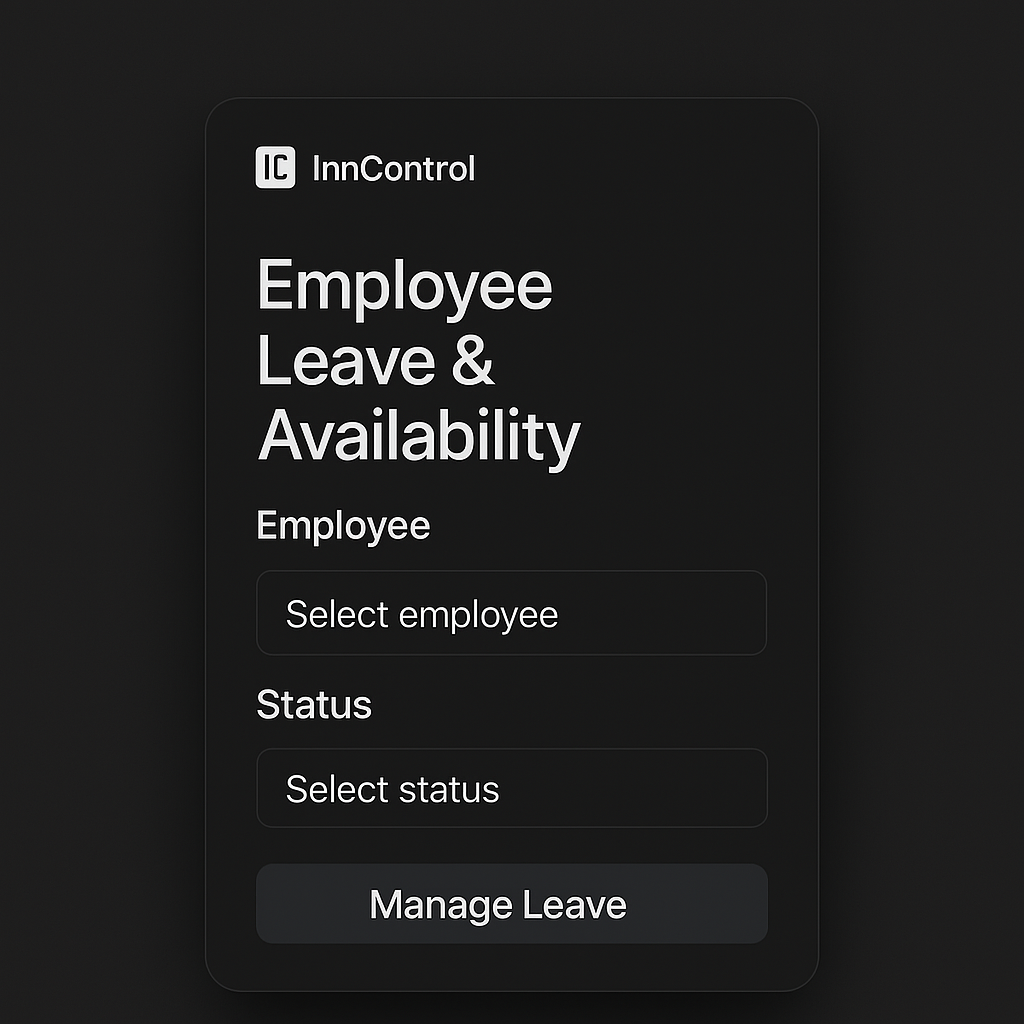 IC InnControl
Employee
Leave &
Availability
Employee
Select employee
Status
Select status
Manage Leave